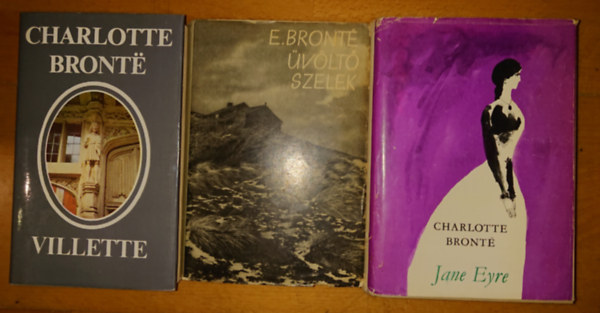 CHARLOTTE
BRONTË
VILLETTE
E. BRONTË
ÜVÖLTŐ
SZELEK
CHARLOTTE
BRONTË
Jane Eyre